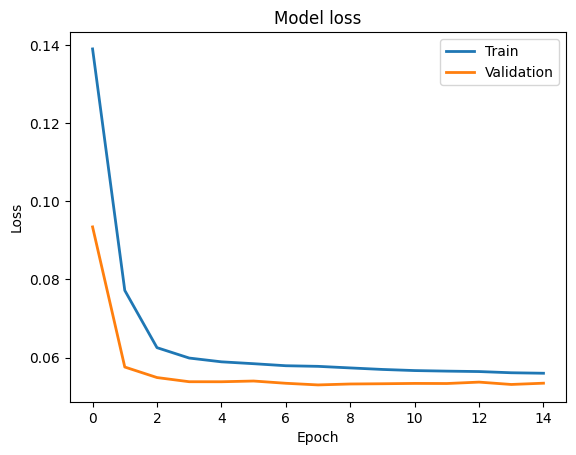 Model loss
Train
Validation
0.14
0.12
0.10
0.08
0.06
Loss
0 2 4 6 8 10 12 14
Epoch